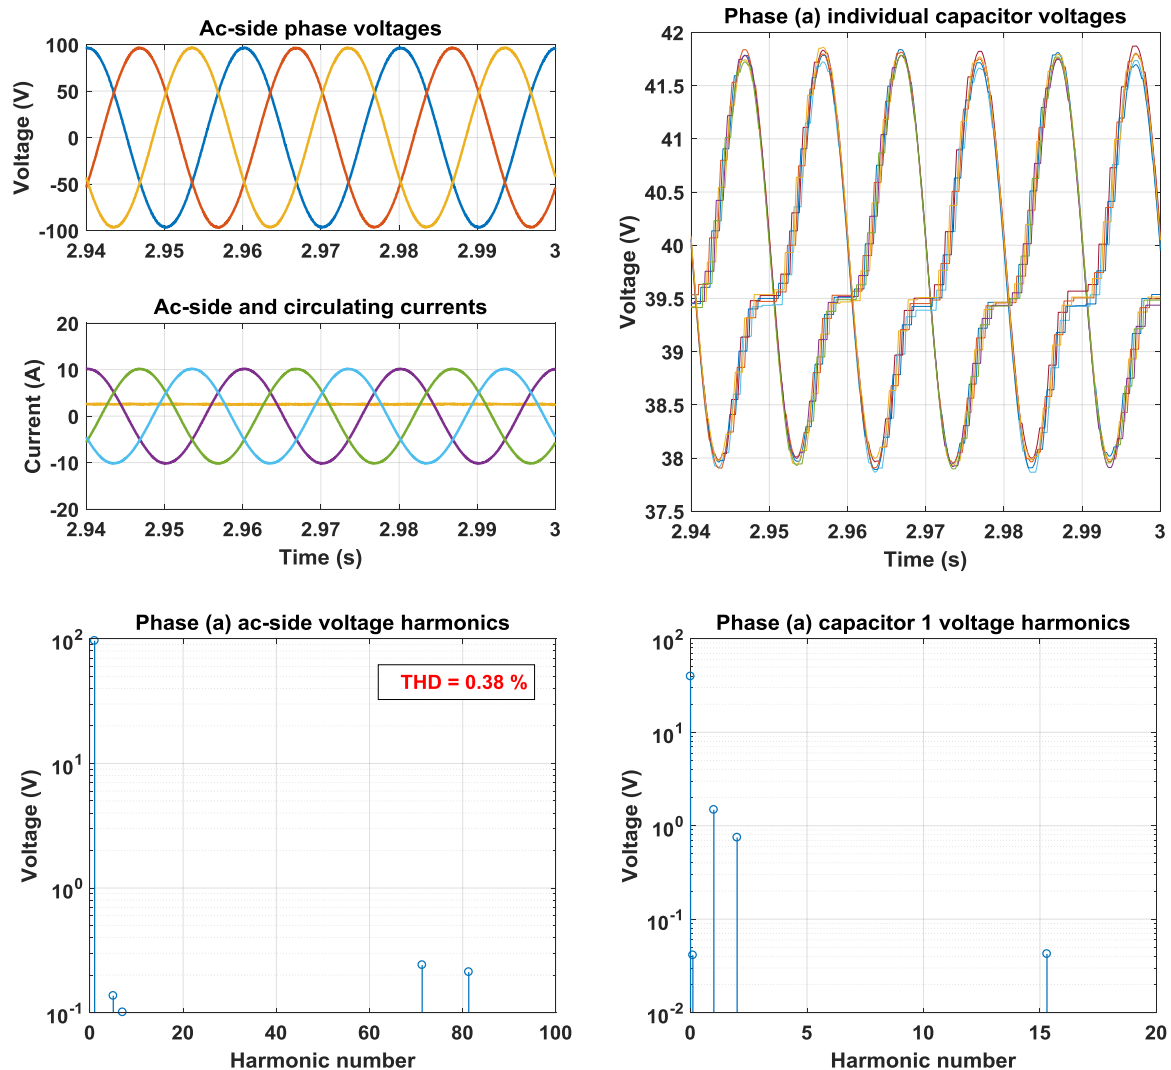 Ac-side phase voltages
Voltage (V)
100
50
0
-50
-100
2.94 2.95 2.96 2.97 2.98 2.99 3
Ac-side and circulating currents
Current (A)
20
10
0
-10
-20
2.94 2.95 2.96 2.97 2.98 2.99 3
Time (s)
Phase (a) individual capacitor voltages
Voltage (V)
42
41.5
41
40.5
40
39.5
39
38.5
38
37.5
2.94 2.95 2.96 2.97 2.98 2.99 3
Time (s)
Phase (a) ac-side voltage harmonics
THD = 0.38 %
Voltage (V)
10^2
10^1
10^0
10^-1
0 20 40 60 80 100
Harmonic number
Phase (a) capacitor 1 voltage harmonics
Voltage (V)
10^2
10^1
10^0
10^-1
10^-2
0 5 10 15 20
Harmonic number